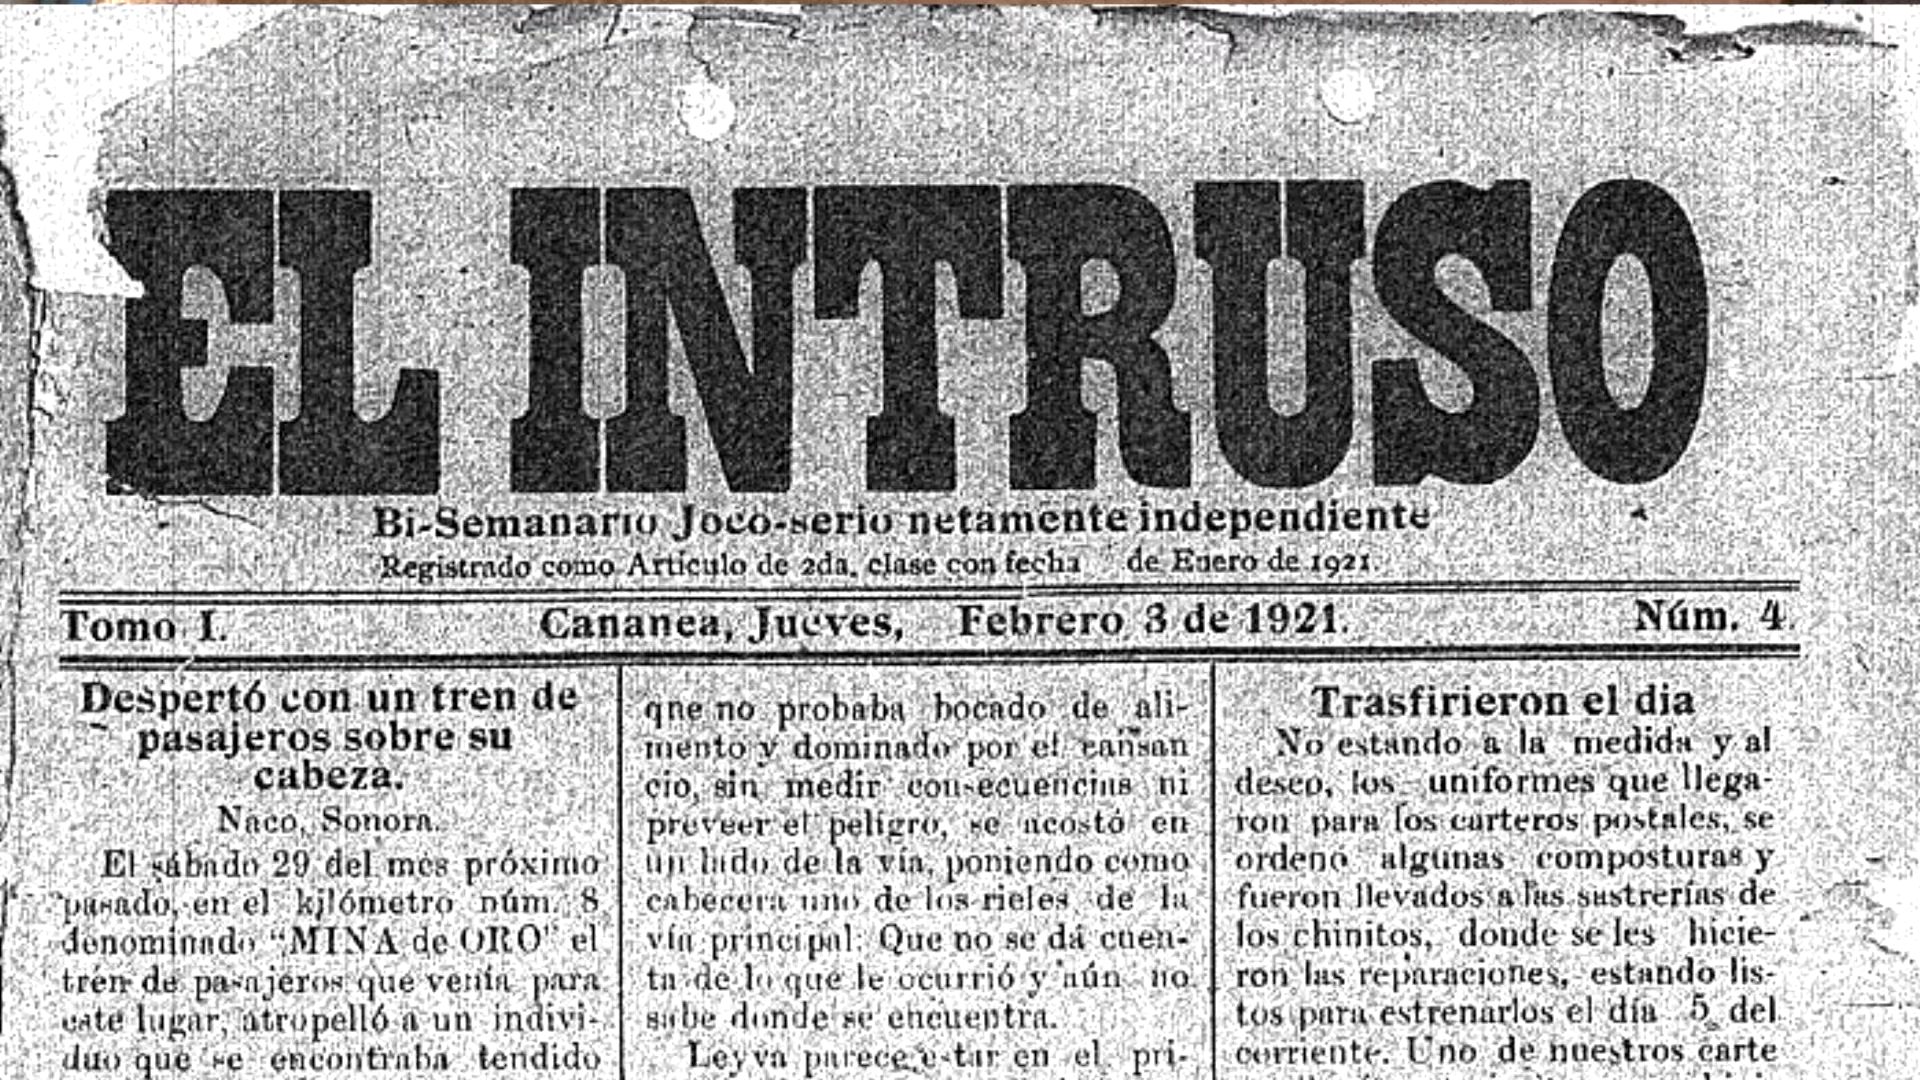 EL INTRUSO
Bi-Semanario Joco-serio netamente independiente
Registrado como Artículo de 2da. clase con fecha de Enero de 1921.
Tomo I. Cananea, Jueves, Febrero 3 de 1921. Núm. 4.
Despertó con un tren de
pasajeros sobre su
cabeza.
Naco, Sonora.
El sábado 29 del mes próximo
pasado, en el kilómetro núm. 8
denominado "MINA de ORO" el
tren de pasajeros que venía para
este lugar, atropelló a un indivi-
duo que se encontraba tendido
qne no probaba bocado de ali-
mento y dominado por el cansan
cio, sin medir consecuencias ni
preveer el peligro, se acostó en
un lado de la vía, poniendo como
cabecera uno de los rieles de la
vía principal: Que no se dá cuen-
ta de lo que le ocurrió y aún no
sabe donde se encuentra.
Leyva parece estar en el pri-
Trasfirieron el dia
No estando a la medida y al
deseo, los uniformes que llega-
ron para los carteros postales, se
ordenó algunas composturas y
fueron llevados a las sastrerías de
los chinitos, donde se les hicie-
ron las reparaciones, estando lis-
tos para estrenarlos el día 5 del
corriente. Uno de nuestros carte